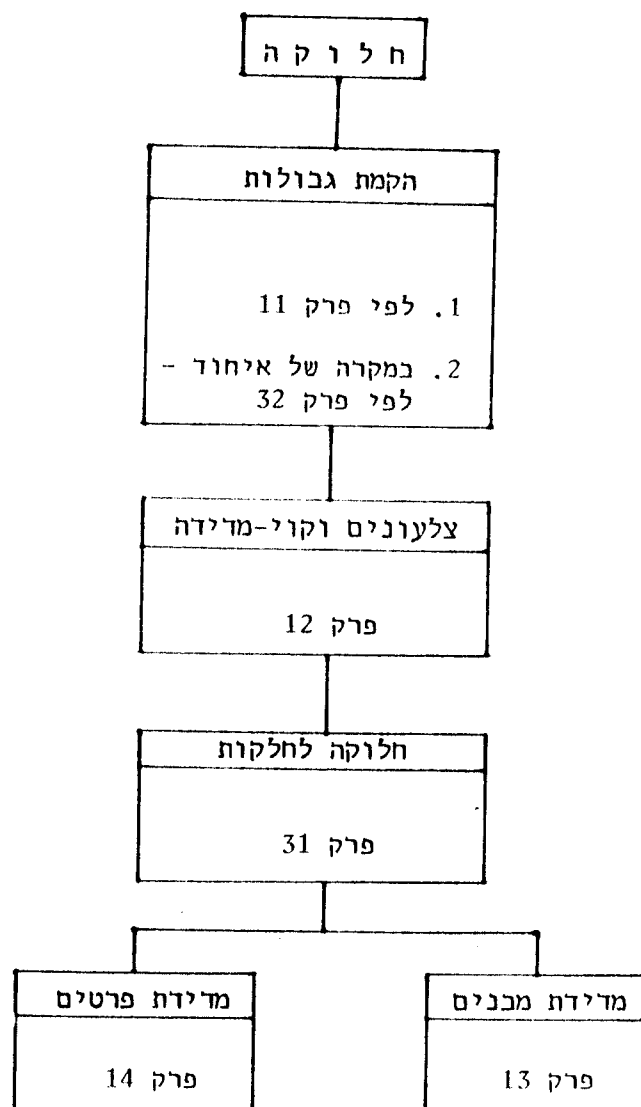 ח ל ו ק ה
הקמת גבולות
1. לפי פרק 11
2. במקרה של איחוד -
לפי פרק 32
צלעונים וקוי-מדידה
פרק 12
חלוקה לחלקות
פרק 31
מדידת מבנים
פרק 13
מדידת פרטים
פרק 14